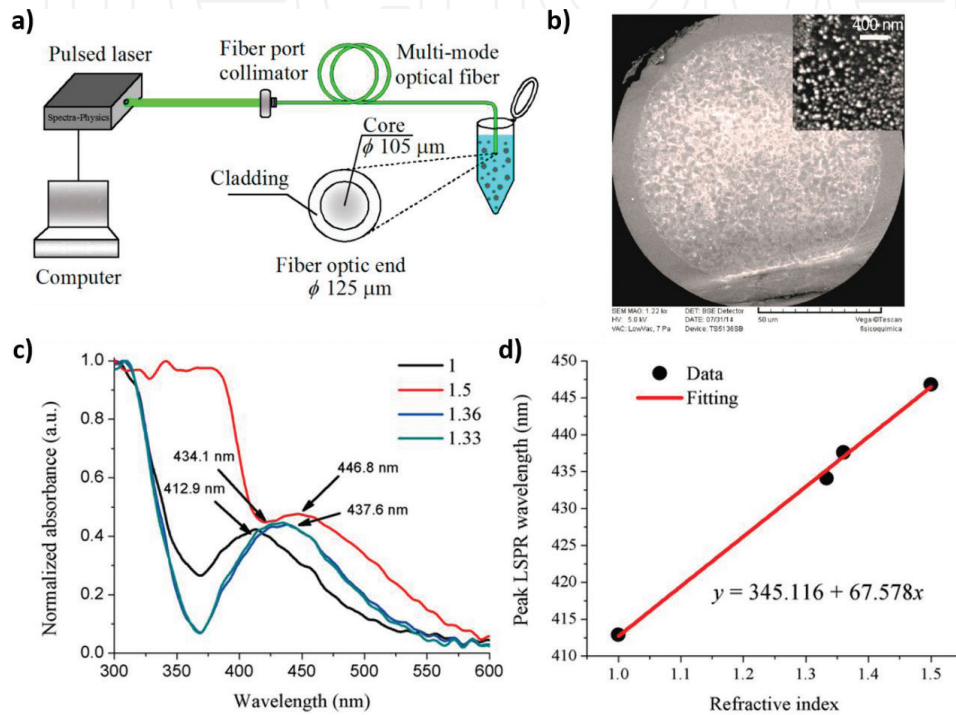 a)
Pulsed laser
Spectra-Physics
Computer
Fiber port
collimator
Multi-mode
optical fiber
Core
ϕ 105 μm
Cladding
Fiber optic end
ϕ 125 μm
b)
400 nm
SEM MAG: 1.22 kx
DET: BSE Detector
HV: 5.0 kV
DATE: 07/31/14
50 um
Vega ©Tescan
VAC: LowVac, 7 Pa
Device: TS5136SB
fisicoquimica
c)
Normalized absorbance (a.u.)
1.0
0.8
0.6
0.4
0.2
0.0
1
1.5
1.36
1.33
434.1 nm
446.8 nm
412.9 nm
437.6 nm
300 350 400 450 500 550 600
Wavelength (nm)
d)
Peak LSPR wavelength (nm)
450
445
440
435
430
425
420
415
410
Data
Fitting
y = 345.116 + 67.578x
1.0 1.1 1.2 1.3 1.4 1.5
Refractive index